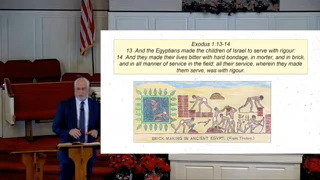 Exodus 1:13-14
13 And the Egyptians made the children of Israel to serve with rigour:
14 And they made their lives bitter with hard bondage, in morter, and in brick,
and in all manner of service in the field: all their service, wherein they made
them serve, was with rigour.
BRICK-MAKING IN ANCIENT EGYPT. (From Thebes.)